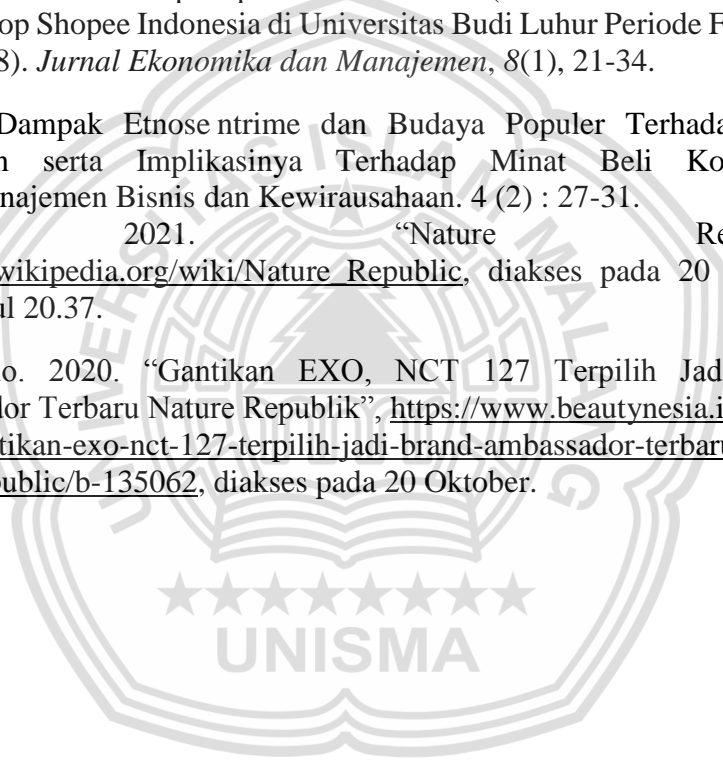 op Shopee Indonesia di Universitas Budi Luhur Periode F
8). Jurnal Ekonomika dan Manajemen, 8(1), 21-34.
Dampak Etnose ntrime dan Budaya Populer Terhada
n serta Implikasinya Terhadap Minat Beli Ko
najemen Bisnis dan Kewirausahaan. 4 (2) : 27-31.
2021. “Nature Re
wikipedia.org/wiki/Nature_Republic, diakses pada 20
ul 20.37.
o. 2020. “Gantikan EXO, NCT 127 Terpilih Jad
dor Terbaru Nature Republik”, https://www.beautynesia.i
tikan-exo-nct-127-terpilih-jadi-brand-ambassador-terbaru
public/b-135062, diakses pada 20 Oktober.
UNIVERSITAS ISLAM MALANG
UNISMA